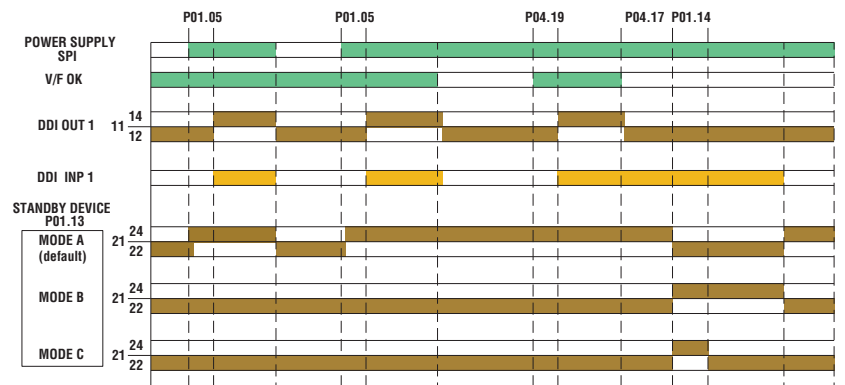 P01.05 P01.05 P04.19 P04.17 P01.14
POWER SUPPLY
SPI
V/F OK
DDI OUT 1 11 14
12
DDI INP 1
STANDBY DEVICE
P01.13
MODE A
(default)
21 24
22
MODE B 21 24
22
MODE C 21 24
22